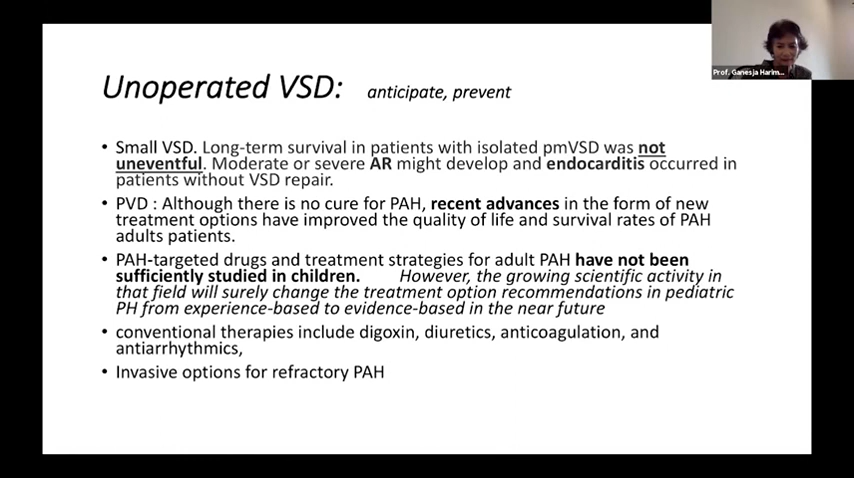 Prof. Ganesja Harim...
Unoperated VSD: anticipate, prevent
• Small VSD. Long-term survival in patients with isolated pmVSD was not
uneventful. Moderate or severe AR might develop and endocarditis occurred in
patients without VSD repair.
• PVD : Although there is no cure for PAH, recent advances in the form of new
treatment options have improved the quality of life and survival rates of PAH
adults patients.
• PAH-targeted drugs and treatment strategies for adult PAH have not been
sufficiently studied in children. However, the growing scientific activity in
that field will surely change the treatment option recommendations in pediatric
PH from experience-based to evidence-based in the near future
• conventional therapies include digoxin, diuretics, anticoagulation, and
antiarrhythmics,
• Invasive options for refractory PAH